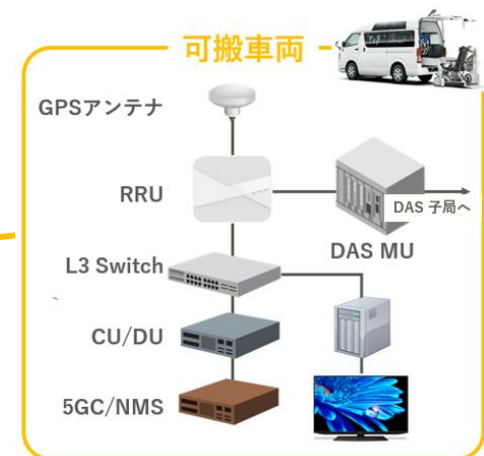 可搬車両
GPSアンテナ
RRU
DAS 子局へ
DAS MU
L3 Switch
CU/DU
5GC/NMS